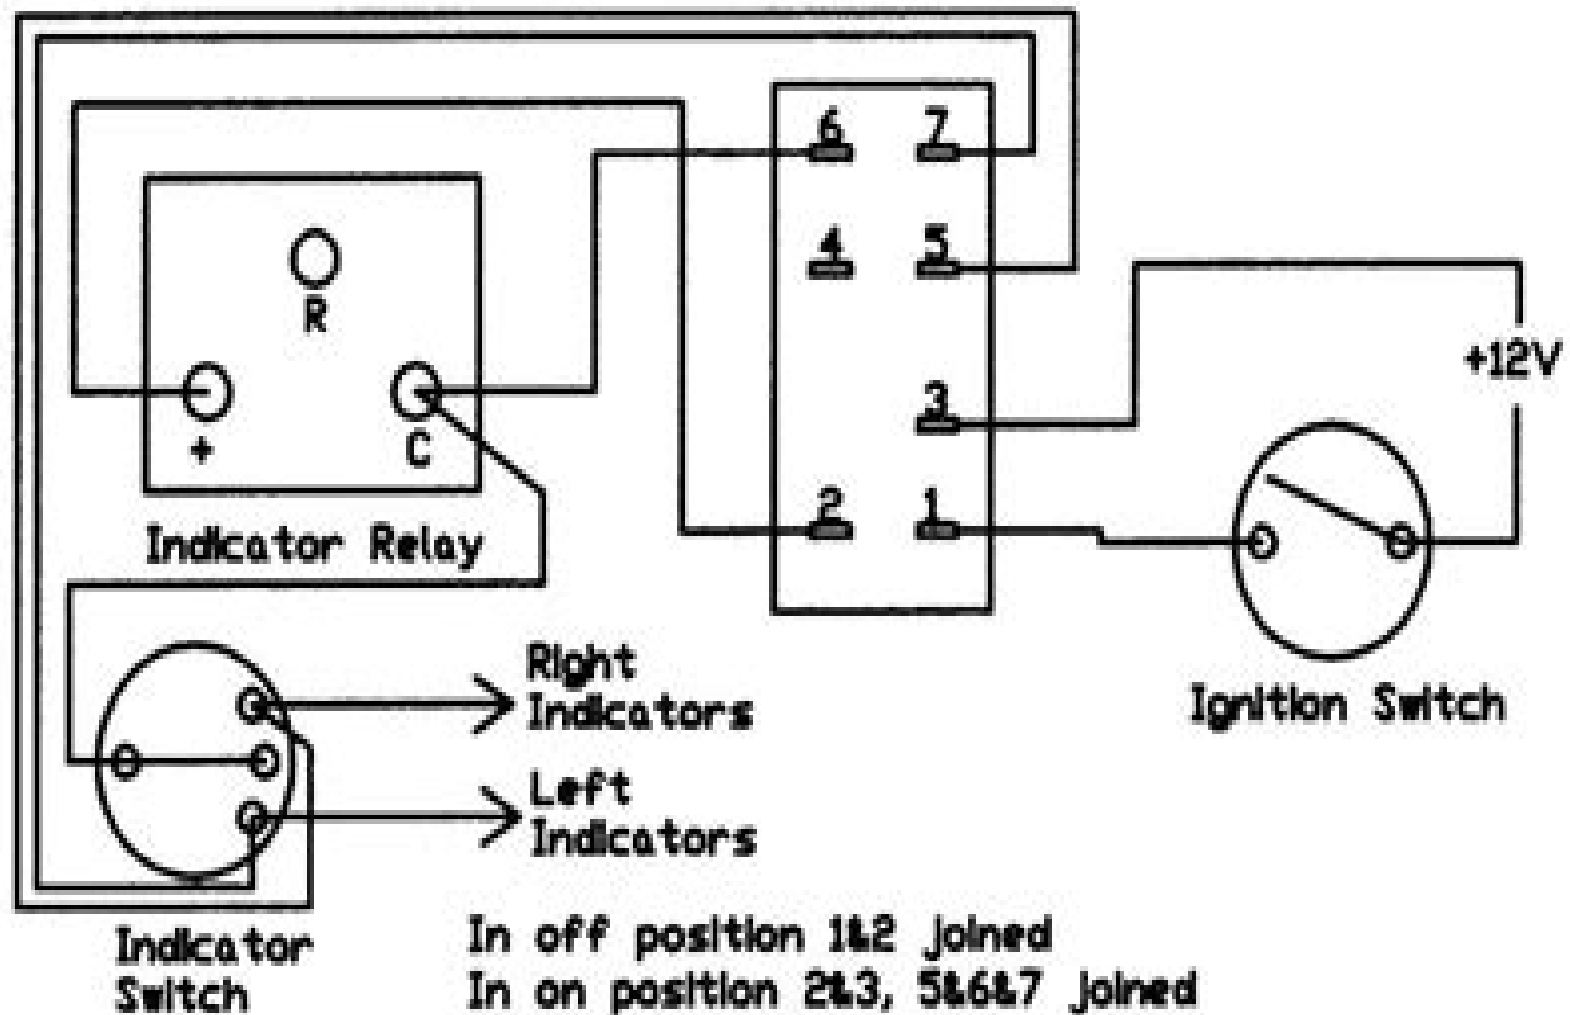 6 7
4 5
R
+12V
3
+ C
2 1
Indicator Relay
Right
Indicators
Ignition Switch
Left
Indicators
Indicator
Switch
In off position 1&2 joined
In on position 2&3, 5&6&7 joined